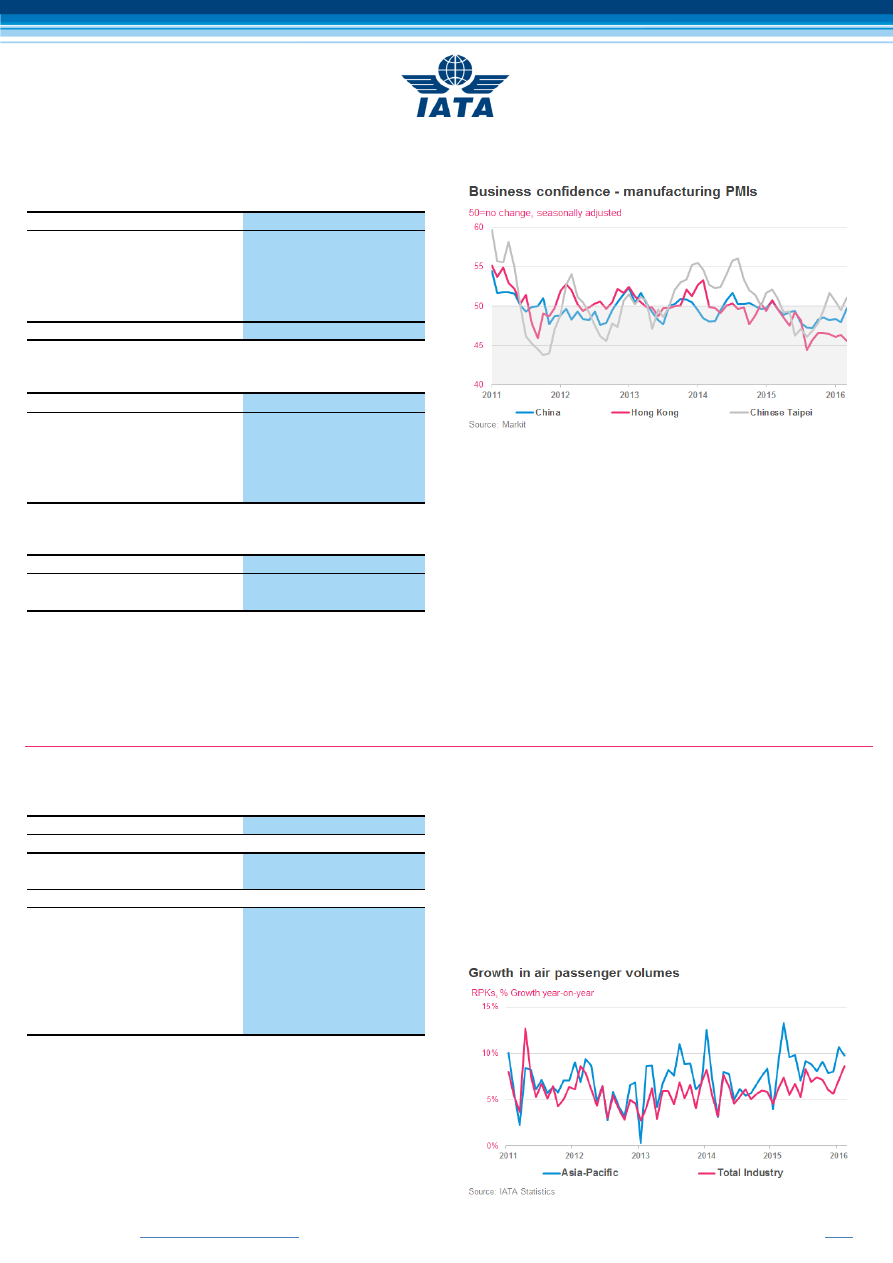 IATA
Business confidence - manufacturing PMIs
50=no change, seasonally adjusted
60
55
50
45
40
2011 2012 2013 2014 2015 2016
China Hong Kong Chinese Taipei
Source: Markit
Growth in air passenger volumes
RPKs, % Growth year-on-year
15%
10%
5%
0%
2011 2012 2013 2014 2015 2016
Asia-Pacific Total Industry
Source: IATA Statistics